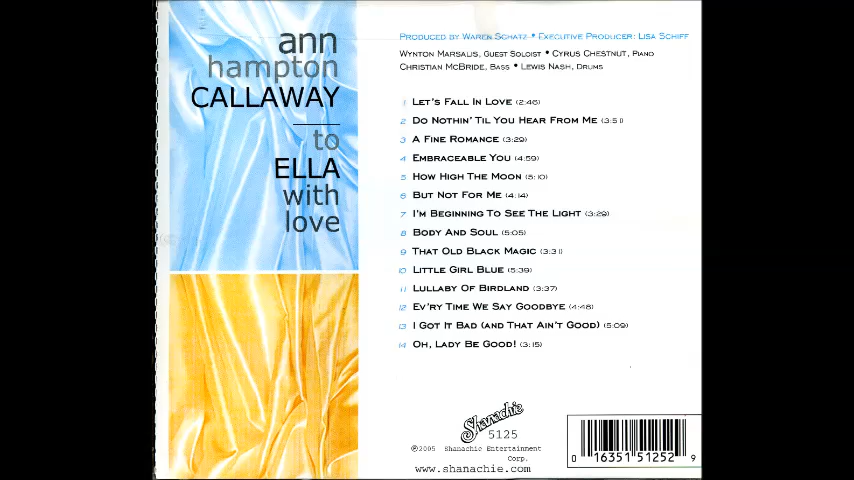 ann
hampton
CALLAWAY
to
ELLA
with
love
PRODUCED BY WAREN SCHATZ • EXECUTIVE PRODUCER: LISA SCHIFF
WYNTON MARSALIS, GUEST SOLOIST • CYRUS CHESTNUT, PIANO
CHRISTIAN MCBRIDE, BASS • LEWIS NASH, DRUMS
1 LET'S FALL IN LOVE (2:46)
2 DO NOTHIN' TIL YOU HEAR FROM ME (3:51)
3 A FINE ROMANCE (3:29)
4 EMBRACEABLE YOU (4:59)
5 HOW HIGH THE MOON (5:10)
6 BUT NOT FOR ME (4:14)
7 I'M BEGINNING TO SEE THE LIGHT (3:29)
8 BODY AND SOUL (5:05)
9 THAT OLD BLACK MAGIC (3:31)
10 LITTLE GIRL BLUE (5:39)
11 LULLABY OF BIRDLAND (3:37)
12 EV'RY TIME WE SAY GOODBYE (4:48)
13 I GOT IT BAD (AND THAT AIN'T GOOD) (5:09)
14 OH, LADY BE GOOD! (3:15)
Shanachie
5125
℗2005 Shanachie Entertainment
Corp.
www.shanachie.com
0 16351 51252 9